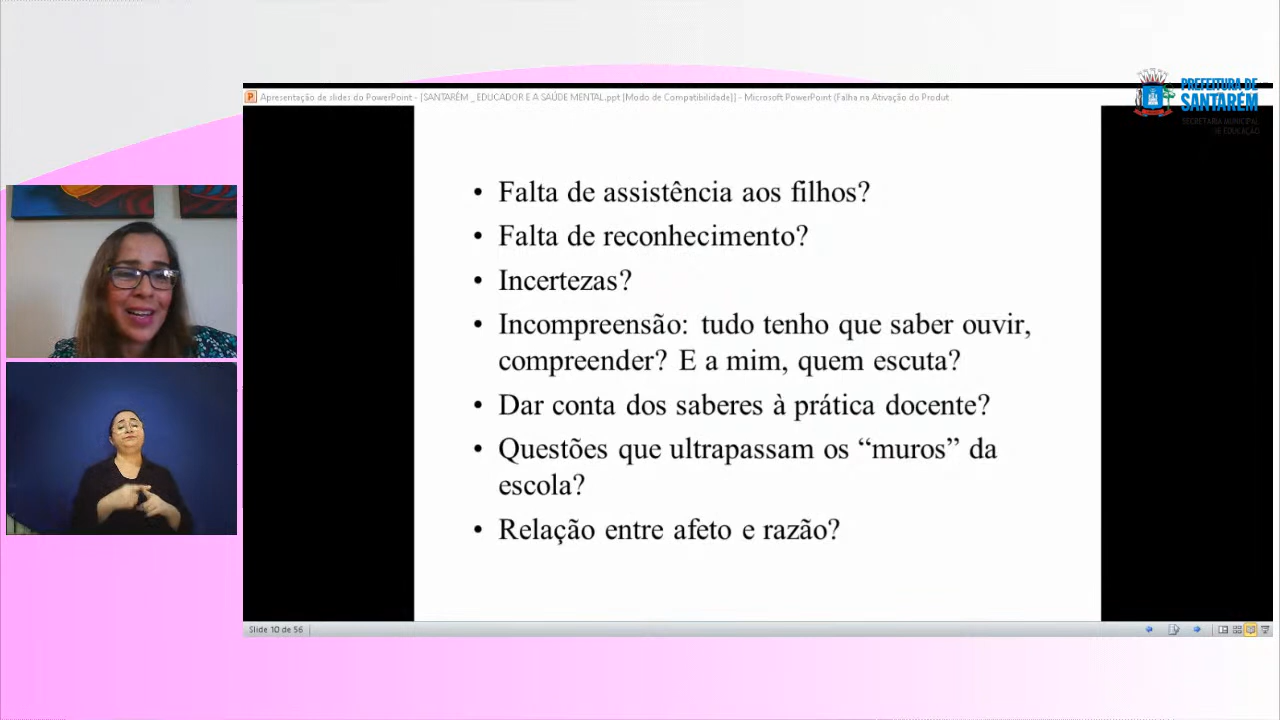 PREFEITURA DE
SANTARÉM
SECRETARIA MUNICIPAL
DE EDUCAÇÃO
Apresentação de slides do PowerPoint - [SANTARÉM _ EDUCADOR E A SAÚDE MENTAL.ppt [Modo de Compatibilidade]] - Microsoft PowerPoint (Falha na Ativação do Produt
• Falta de assistência aos filhos?
• Falta de reconhecimento?
• Incertezas?
• Incompreensão: tudo tenho que saber ouvir,
compreender? E a mim, quem escuta?
• Dar conta dos saberes à prática docente?
• Questões que ultrapassam os “muros” da
escola?
• Relação entre afeto e razão?
Slide 10 de 56